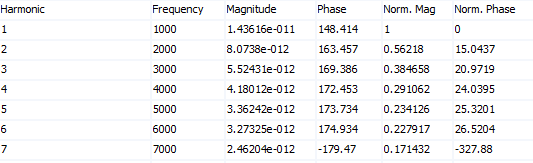 Harmonic Frequency Magnitude Phase Norm. Mag Norm. Phase
1 1000 1.43616e-011 148.414 1 0
2 2000 8.0738e-012 163.457 0.56218 15.0437
3 3000 5.52431e-012 169.386 0.384658 20.9719
4 4000 4.18012e-012 172.453 0.291062 24.0395
5 5000 3.36242e-012 173.734 0.234126 25.3201
6 6000 3.27325e-012 174.934 0.227917 26.5204
7 7000 2.46204e-012 -179.47 0.171432 -327.88